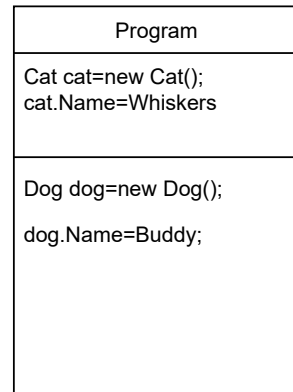 Program
Cat cat=new Cat();
cat.Name=Whiskers
Dog dog=new Dog();
dog.Name=Buddy;